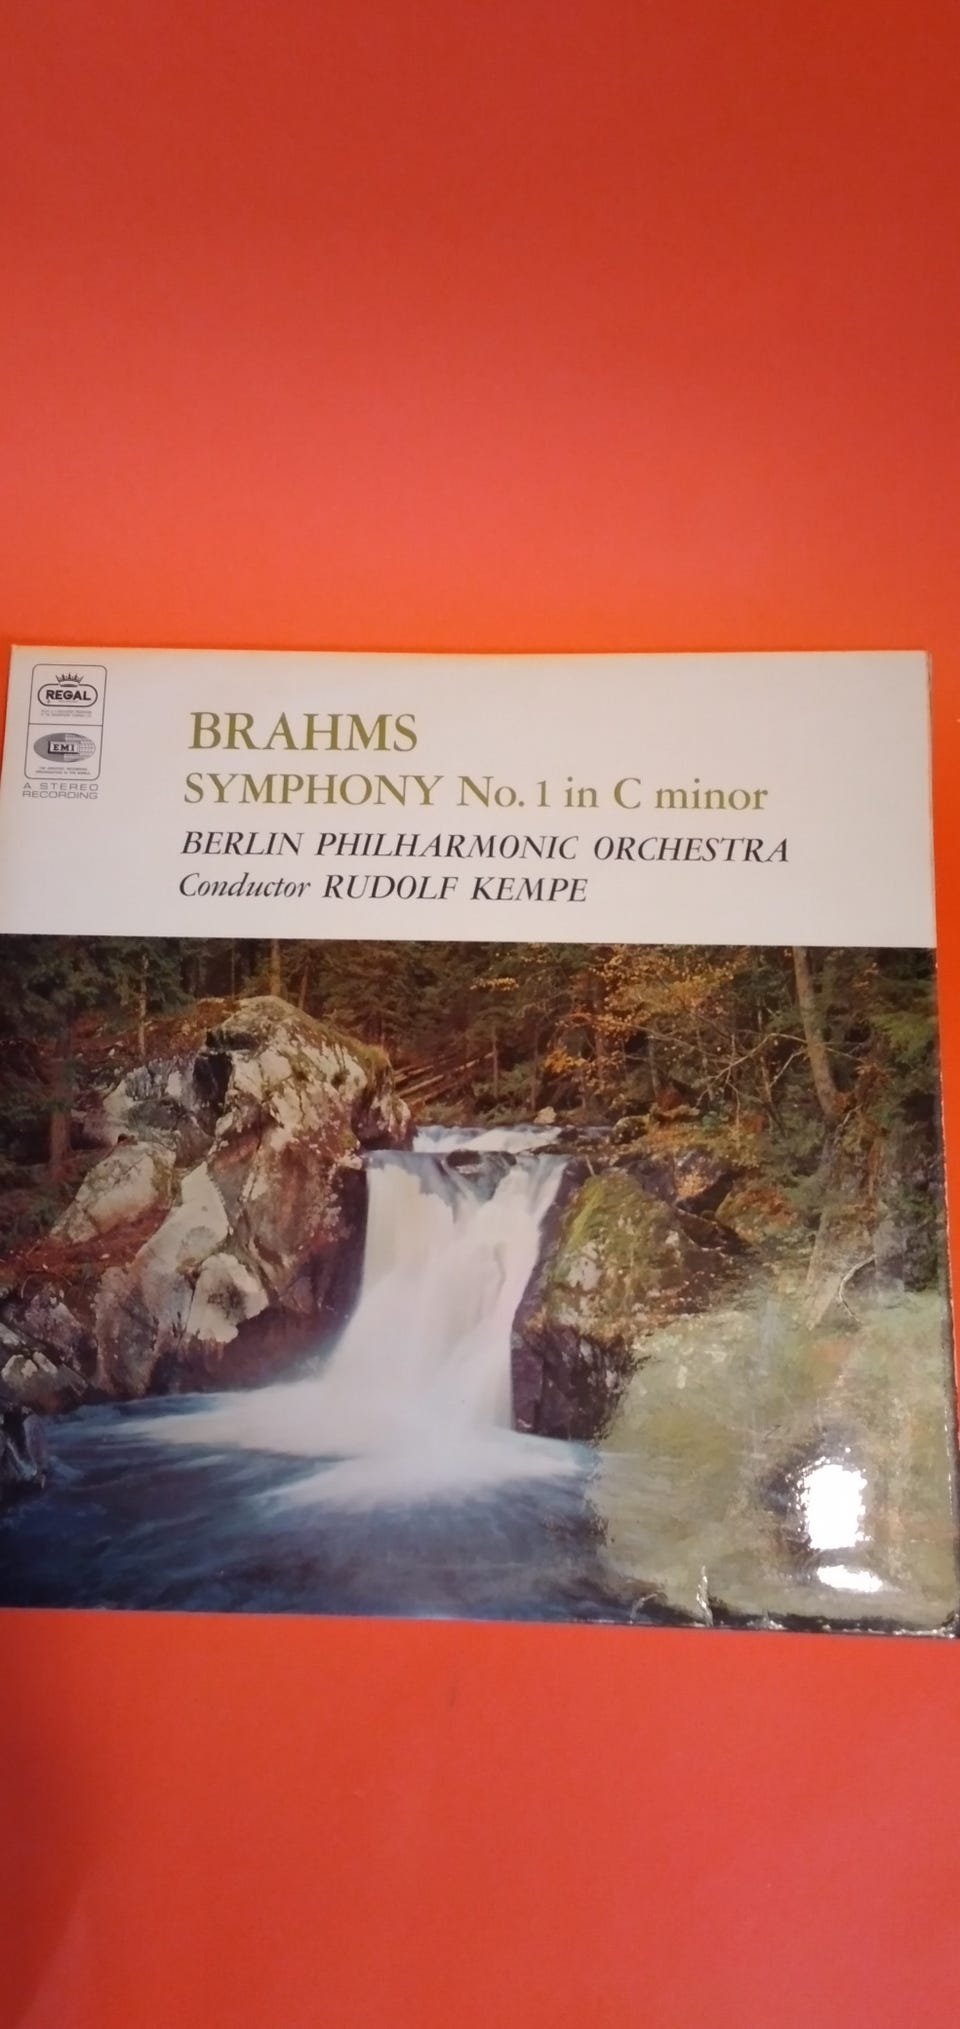 REGAL
EMI
A STEREO
RECORDING
BRAHMS
SYMPHONY No. 1 in C minor
BERLIN PHILHARMONIC ORCHESTRA
Conductor RUDOLF KEMPE